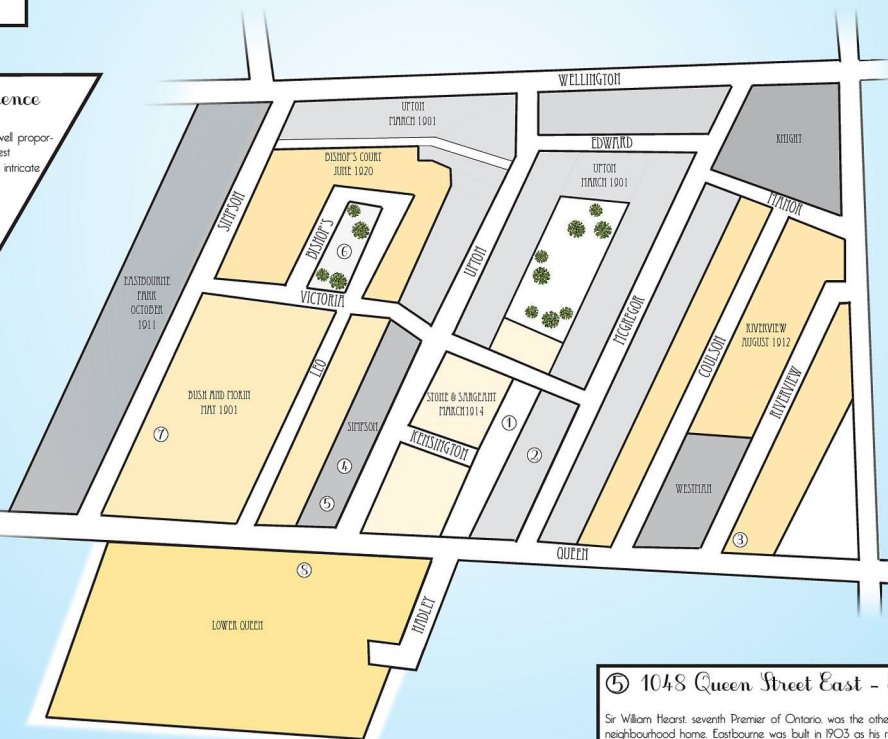 ence
vell propor-
est
intricate
WELLINGTON
UPTON
MARCH 1901
EDWARD
KNIGHT
BISHOP'S COURT
JUNE 1920
UPTON
MARCH 1901
MANOR
SIMPSON
BISHOP'S
⑥
UPTON
EASTBOURNE
PARK
OCTOBER
1911
VICTORIA
MCGREGOR
COULSON
RIVERVIEW
AUGUST 1912
RIVERVIEW
LEO
BUSH AND MORIN
MAY 1901
STONE & SARGEANT
MARCH1914
①
⑦
SIMPSON
KENSINGTON
②
④
WESTMAN
⑤
③
QUEEN
⑧
HADLEY
LOWER QUEEN
⑤ 1048 Queen Street East -
Sir William Hearst, seventh Premier of Ontario, was the othe
neighbourhood home. Eastbourne was built in 1903 as his